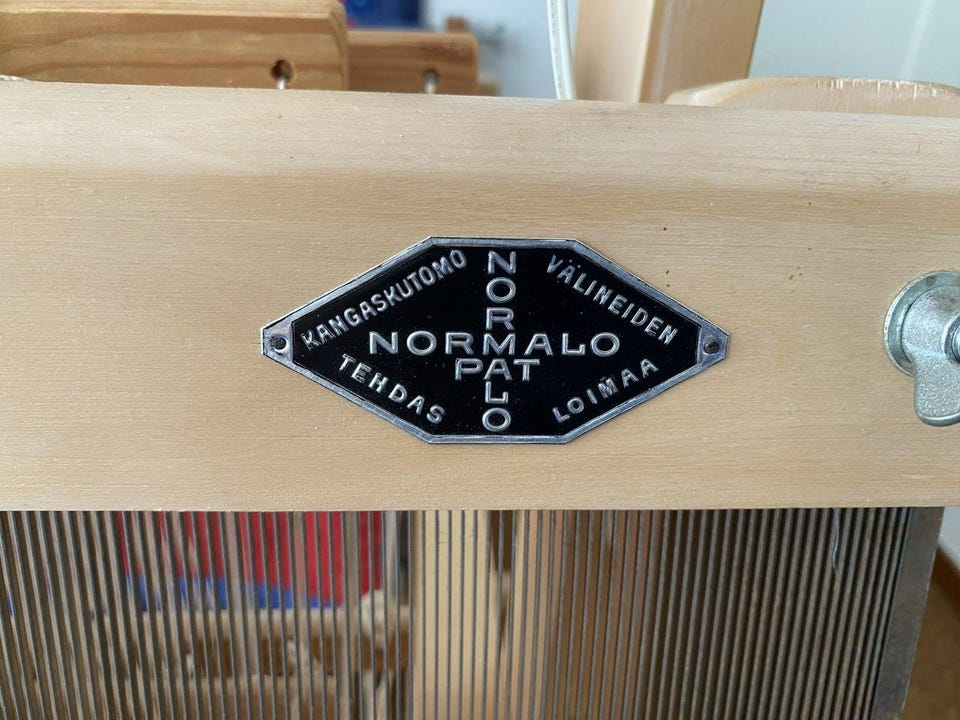 KANGASKUTOMO
VÄLINEIDEN
NORMALO
NORMALO
PAT
TEHDAS
LOIMAA